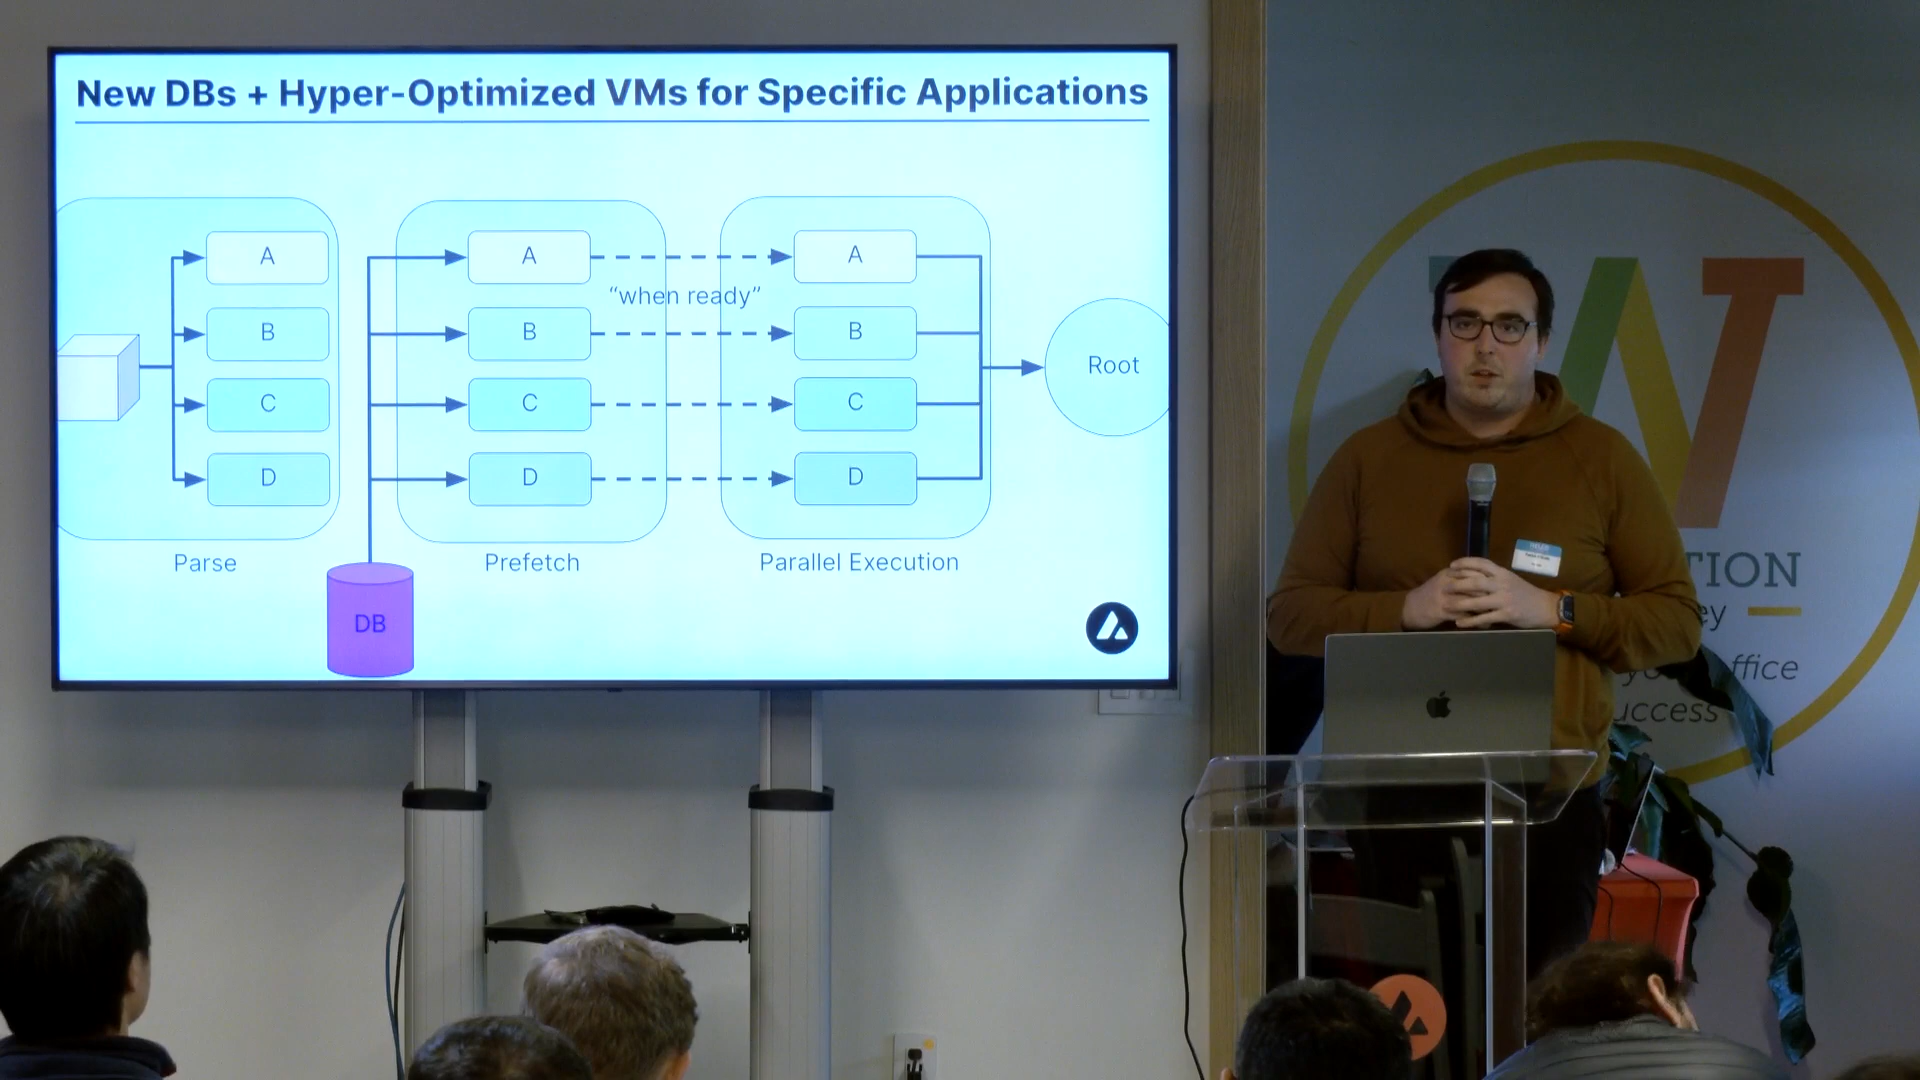 New DBs + Hyper-Optimized VMs for Specific Applications
A
B
C
D
Parse
DB
A
B
C
D
Prefetch
"when ready"
A
B
C
D
Parallel Execution
Root
TION
ey
ffice
uccess